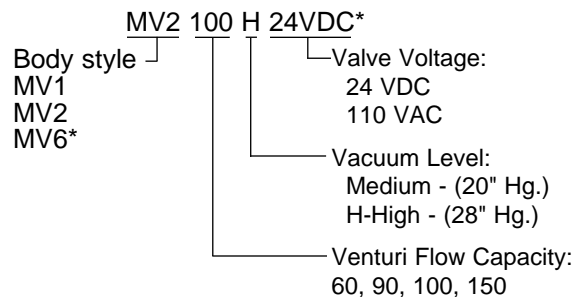 MV2 100 H 24VDC*
Body style
MV1
MV2
MV6*
Valve Voltage:
24 VDC
110 VAC
Vacuum Level:
Medium - (20" Hg.)
H-High - (28" Hg.)
Venturi Flow Capacity:
60, 90, 100, 150